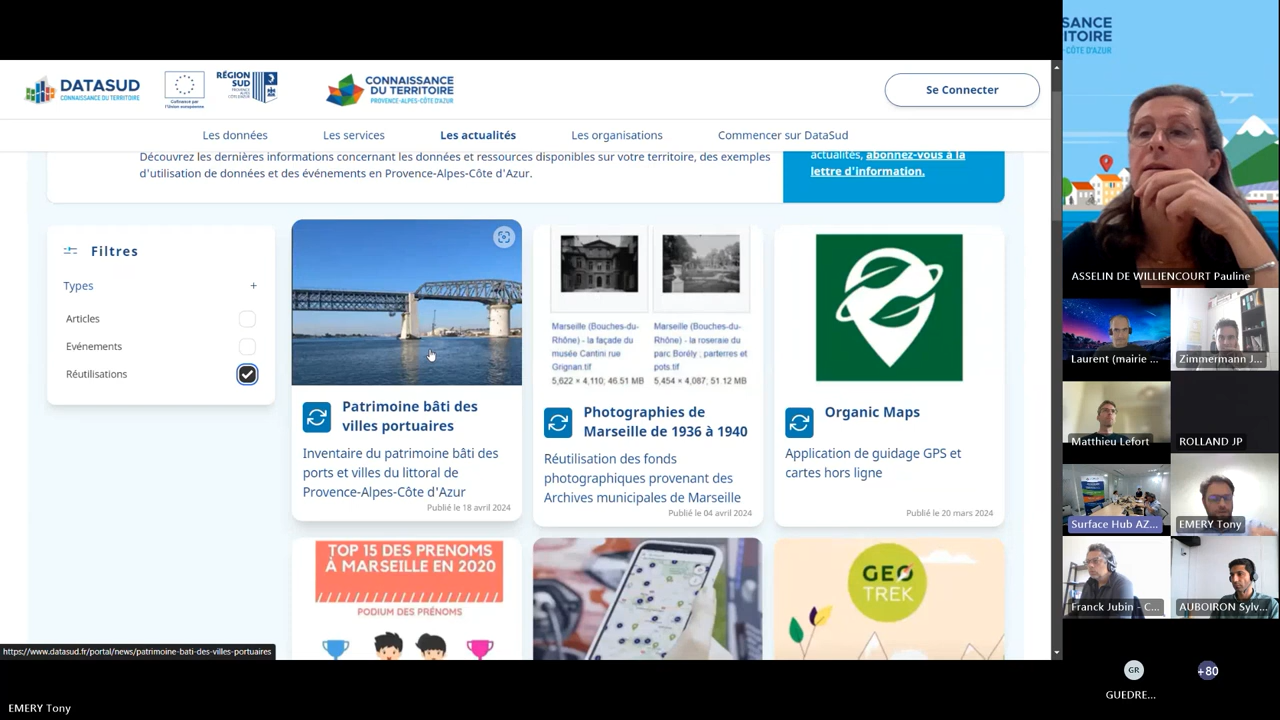 DATASUD
CONNAISSANCE DU TERRITOIRE
Cofinancé par
l'Union européenne
RÉGION
SUD
PROVENCE
ALPES
CÔTE D'AZUR
CONNAISSANCE
DU TERRITOIRE
PROVENCE-ALPES-CÔTE D'AZUR
Se Connecter
Les données
Les services
Les actualités
Les organisations
Commencer sur DataSud
Découvrez les dernières informations concernant les données et ressources disponibles sur votre territoire, des exemples
d'utilisation de données et des événements en Provence-Alpes-Côte d'Azur.
actualités, abonnez-vous à la
lettre d'information.
Filtres
Types +
Articles
Evénements
Réutilisations
Patrimoine bâti des
villes portuaires
Inventaire du patrimoine bâti des
ports et villes du littoral de
Provence-Alpes-Côte d'Azur
Publié le 18 avril 2024
Marseille (Bouches-du-
Rhône) - la façade du
musée Cantini rue
Grignan.tif
5,622 × 4,110; 46.51 MB
Marseille (Bouches-du-
Rhône) - la roseraie du
parc Borély ; parterres et
pots.tif
5,454 × 4,087; 51.12 MB
Photographies de
Marseille de 1936 à 1940
Réutilisation des fonds
photographiques provenant des
Archives municipales de Marseille
Publié le 04 avril 2024
Organic Maps
Application de guidage GPS et
cartes hors ligne
Publié le 20 mars 2024
TOP 15 DES PRENOMS
À MARSEILLE EN 2020
PODIUM DES PRÉNOMS
GEO
TREK
https://www.datasud.fr/portal/news/patrimoine-bati-des-villes-portuaires
EMERY Tony
SANCE
ITOIRE
-CÔTE D'AZUR
ASSELIN DE WILLIENCOURT Pauline
Laurent (mairie ...
Zimmermann J...
Matthieu Lefort
ROLLAND JP
Surface Hub AZ...
EMERY Tony
Franck Jubin - C...
AUBOIRON Sylv...
GR
GUEDRE...
+80